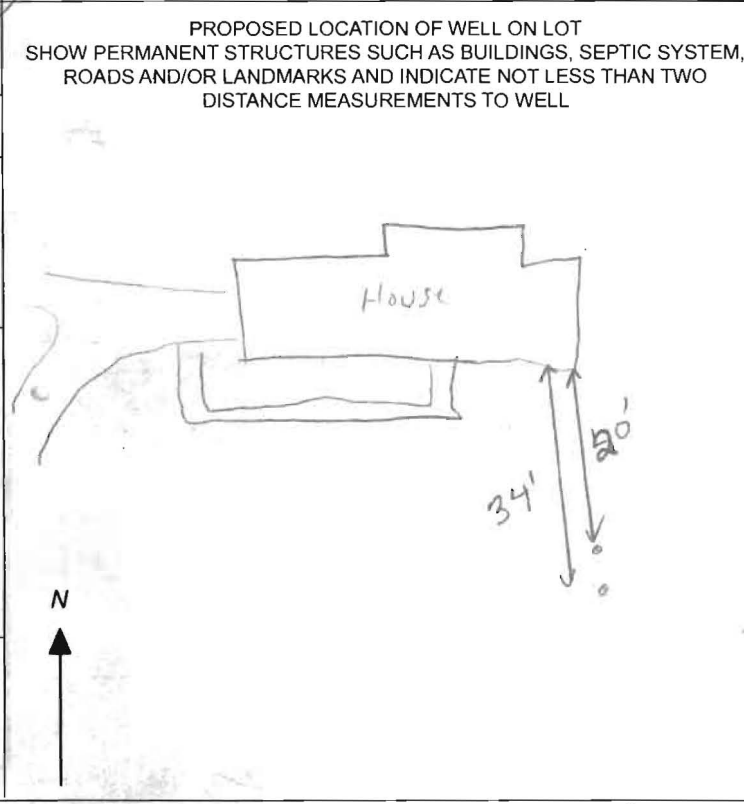 PROPOSED LOCATION OF WELL ON LOT
SHOW PERMANENT STRUCTURES SUCH AS BUILDINGS, SEPTIC SYSTEM,
ROADS AND/OR LANDMARKS AND INDICATE NOT LESS THAN TWO
DISTANCE MEASUREMENTS TO WELL
House
20'
34'
N